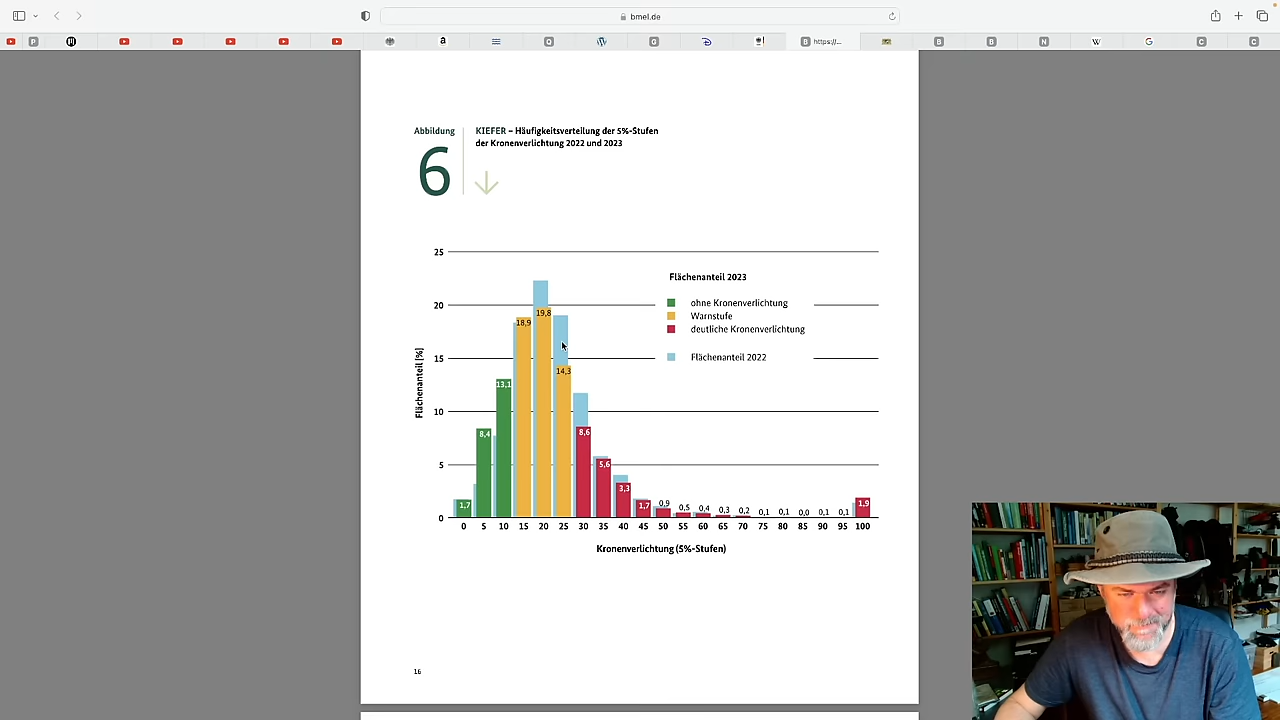 bmel.de
https://...
Abbildung
6
KIEFER – Häufigkeitsverteilung der 5%-Stufen
der Kronenverlichtung 2022 und 2023
Flächenanteil [%]
25
20
15
10
5
0
Flächenanteil 2023
ohne Kronenverlichtung
Warnstufe
deutliche Kronenverlichtung
Flächenanteil 2022
1,7
8,4
13,1
18,9
19,8
14,3
8,6
5,6
3,3
1,7
0,9
0,5
0,4
0,3
0,2
0,1
0,1
0,0
0,1
0,1
1,9
0 5 10 15 20 25 30 35 40 45 50 55 60 65 70 75 80 85 90 95 100
Kronenverlichtung (5%-Stufen)
16